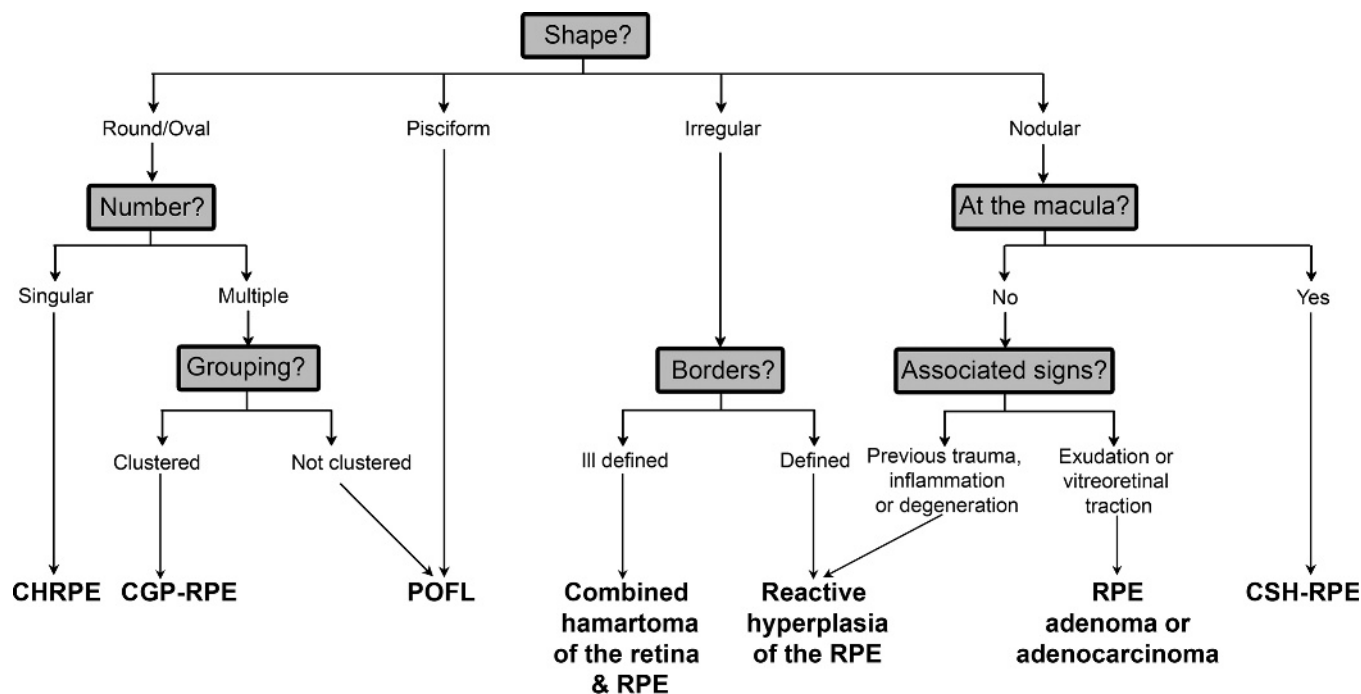 Shape?
Round/Oval
Pisciform
Irregular
Nodular
Number?
At the macula?
Singular
Multiple
No
Yes
Grouping?
Borders?
Associated signs?
Clustered
Not clustered
Ill defined
Defined
Previous trauma,
inflammation
or degeneration
Exudation or
vitreoretinal
traction
CHRPE
CGP-RPE
POFL
Combined
hamartoma
of the retina
& RPE
Reactive
hyperplasia
of the RPE
RPE
adenoma or
adenocarcinoma
CSH-RPE